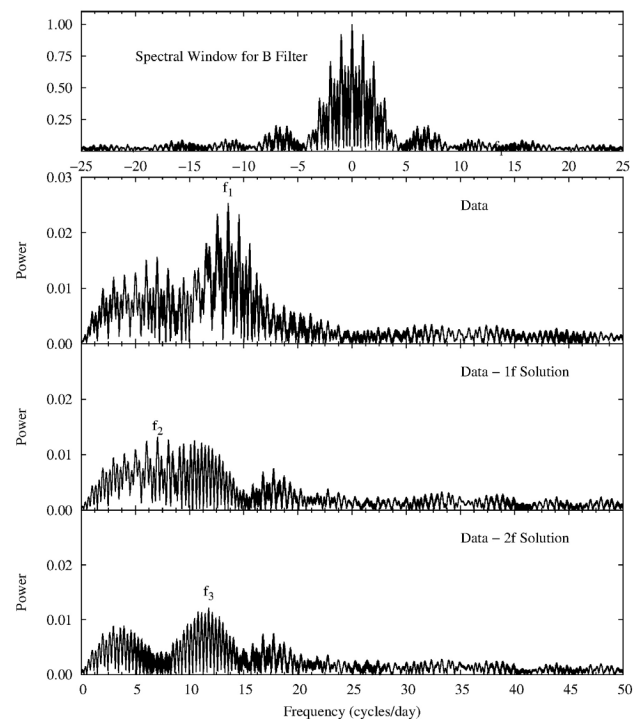 1.00
Spectral Window for B Filter
0.75
0.50
0.25
−25 −20 −15 −10 −5 0 5 10 15 20 25
0.03
f1
Data
0.02
Power
0.01
0.00
Data − 1f Solution
0.02
f2
Power
0.01
0.00
Data − 2f Solution
0.02
Power
f3
0.01
0.00
0 5 10 15 20 25 30 35 40 45 50
Frequency (cycles/day)